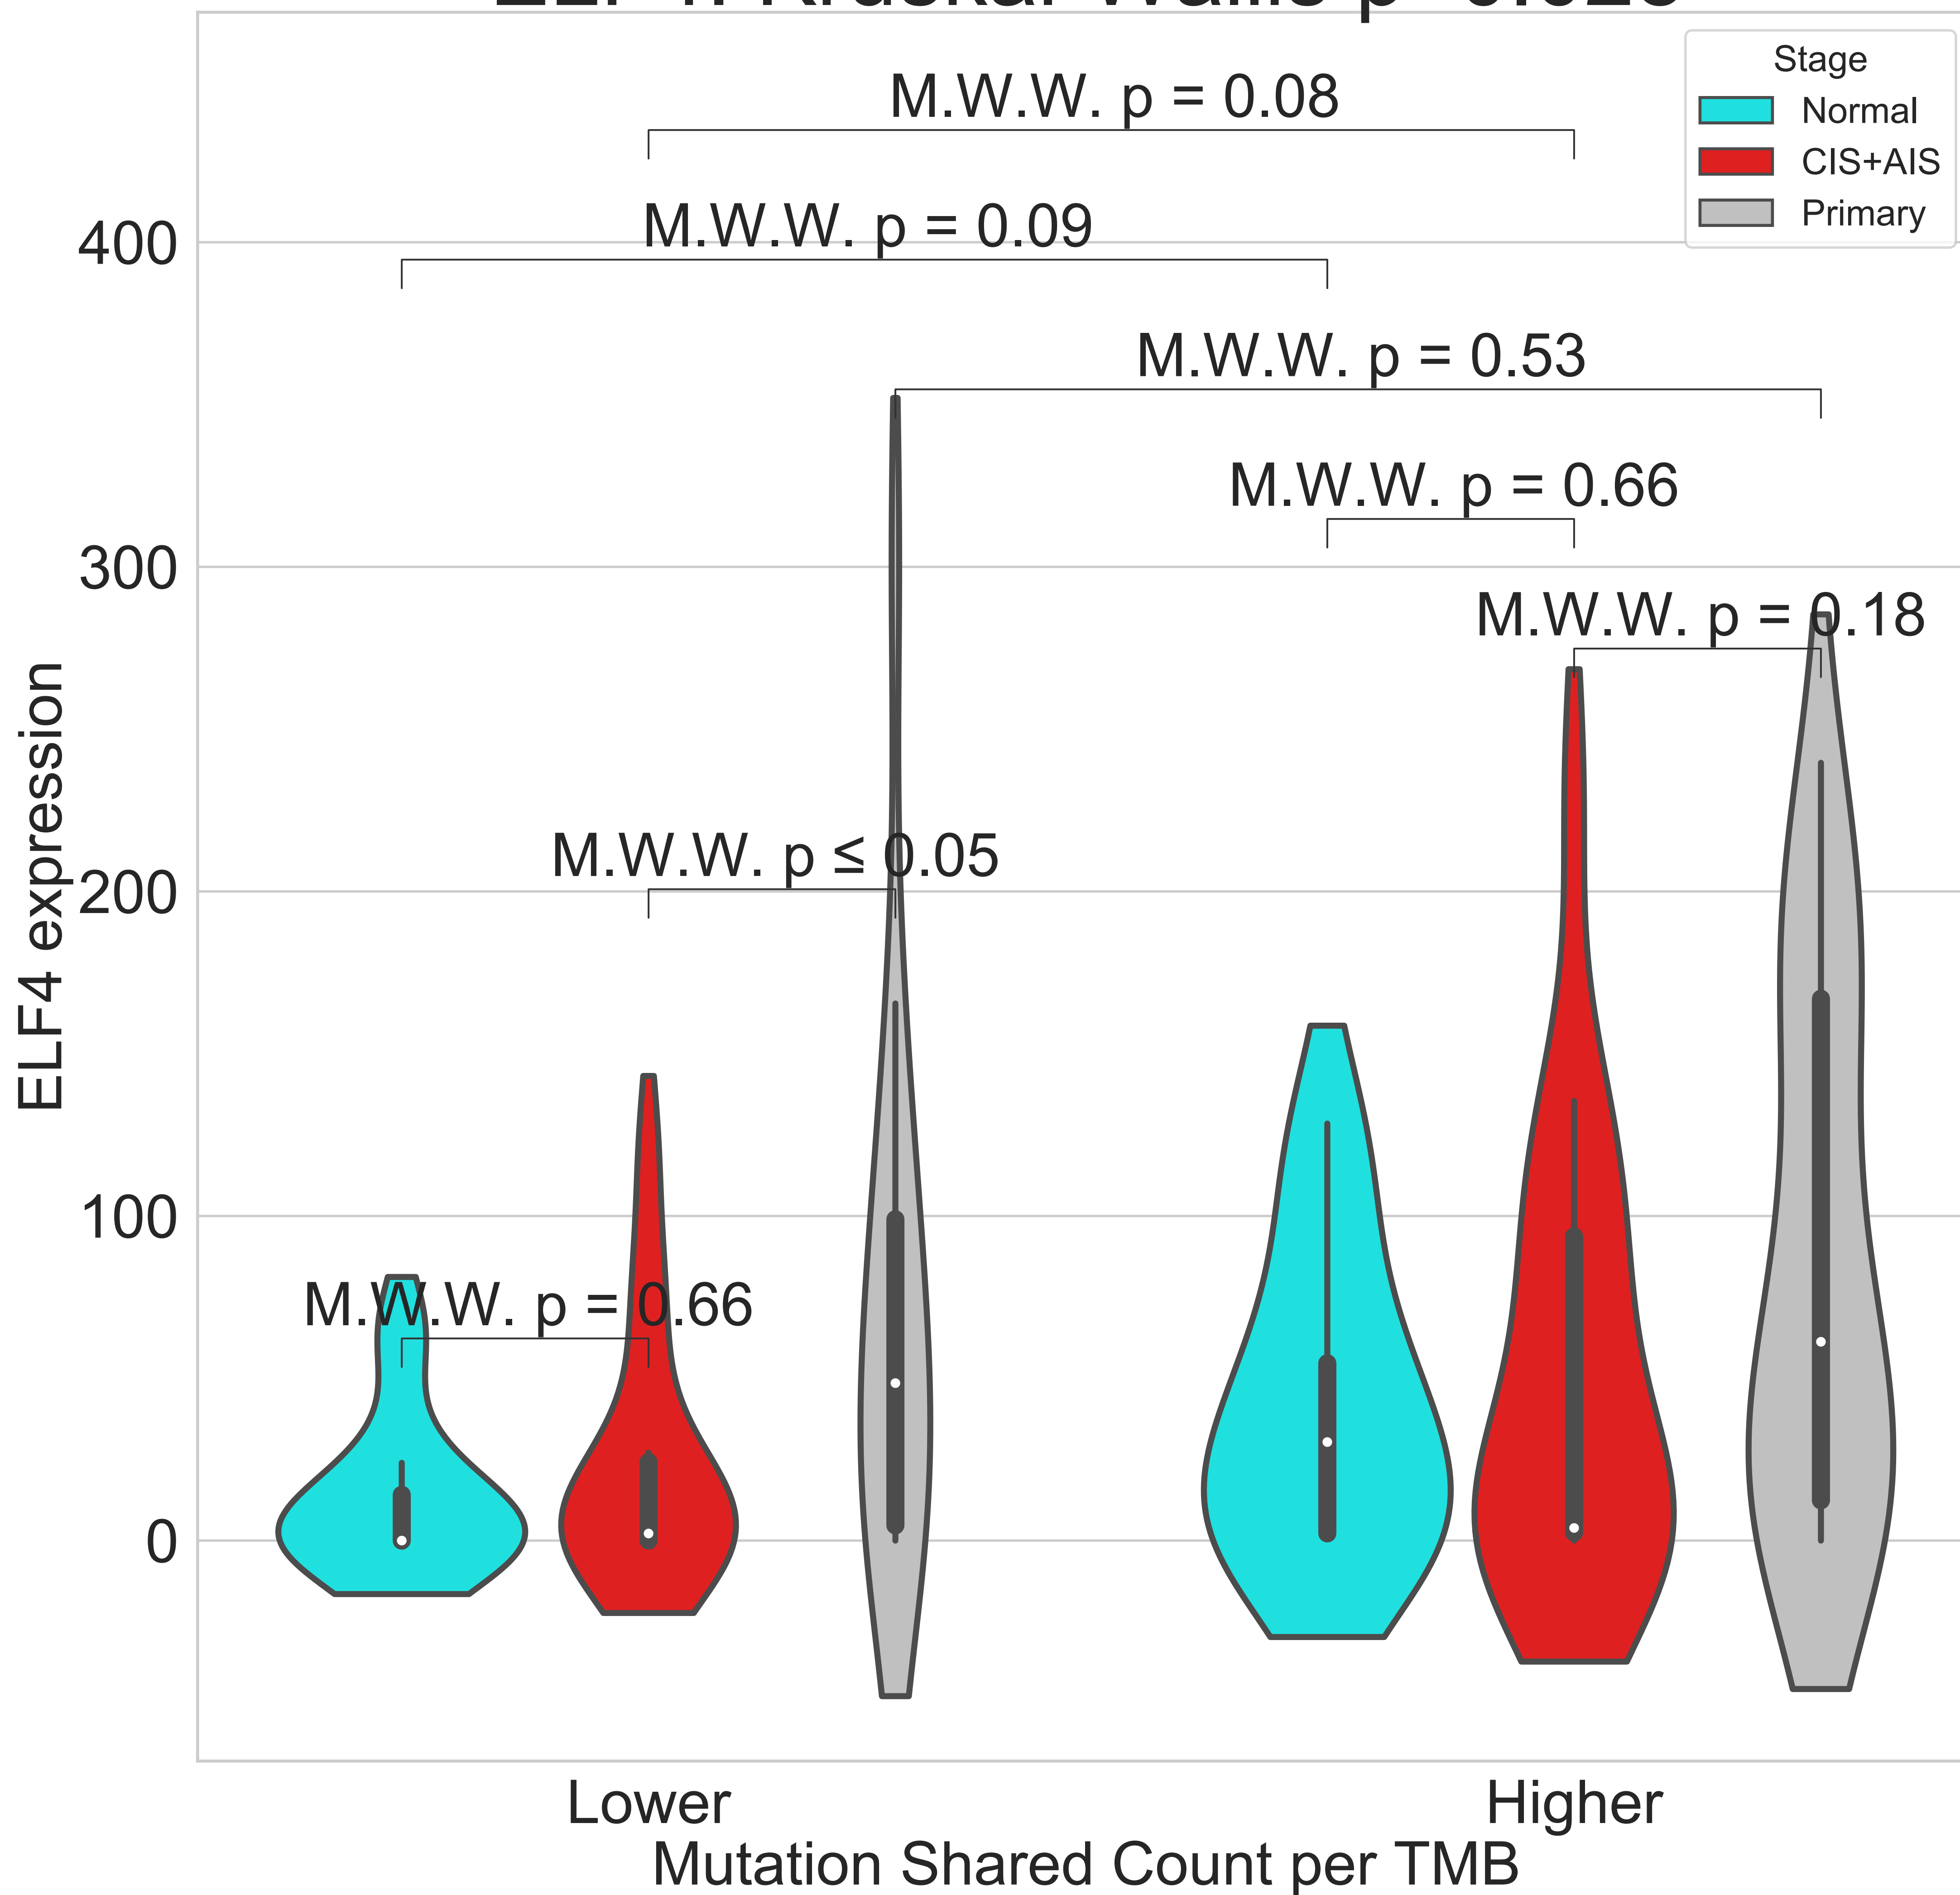 Stage
Normal
CIS+AIS
Primary
M.W.W. p = 0.08
M.W.W. p = 0.09
M.W.W. p = 0.53
M.W.W. p = 0.66
M.W.W. p = 0.18
M.W.W. p ≤ 0.05
M.W.W. p = 0.66
400
300
200
100
0
ELF4 expression
Lower
Higher
Mutation Shared Count per TMB